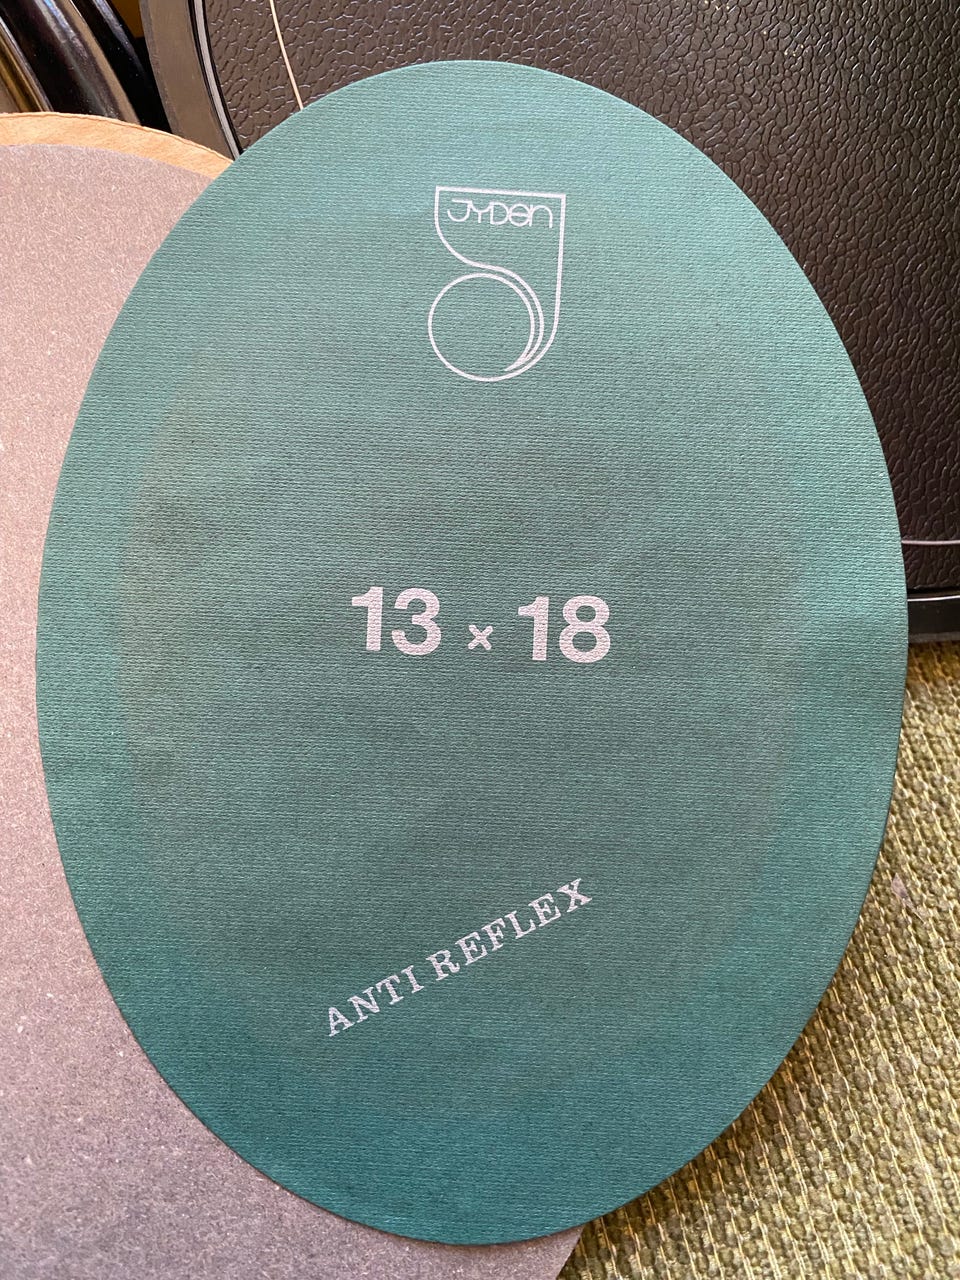 JYDEN
13 x 18
ANTI REFLEX